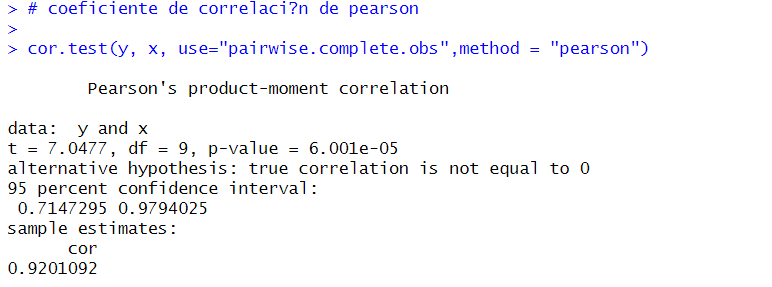 > # coeficiente de correlaci?n de pearson
>
> cor.test(y, x, use="pairwise.complete.obs",method = "pearson")
Pearson's product-moment correlation
data:  y and x
t = 7.0477, df = 9, p-value = 6.001e-05
alternative hypothesis: true correlation is not equal to 0
95 percent confidence interval:
0.7147295 0.9794025
sample estimates:
cor
0.9201092